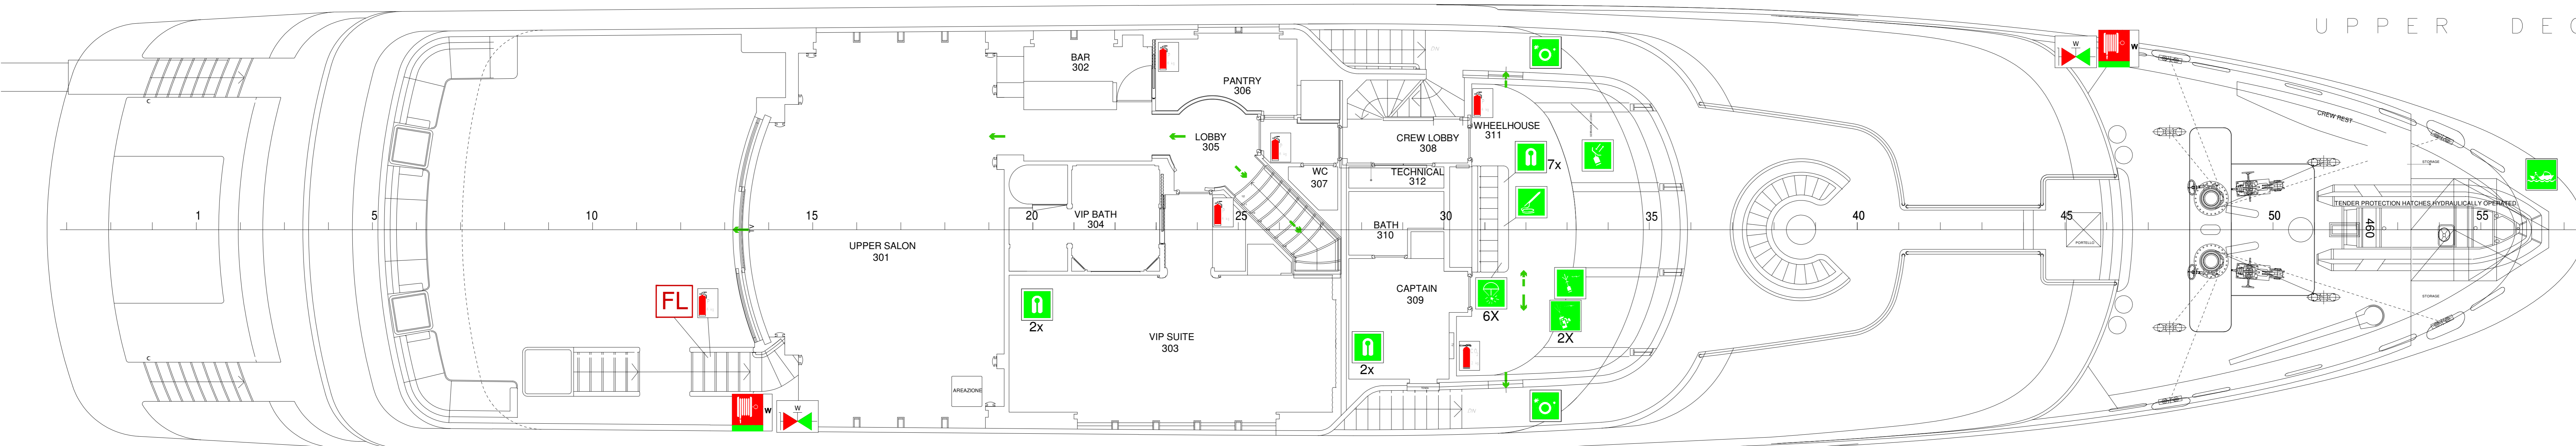 UPPER DEC
W
W
BAR
302
PANTRY
306
LOBBY
305
CREW LOBBY
308
WHEELHOUSE
311
CREW REST
C
7x
WC
307
TECHNICAL
312
STORAGE
TENDER PROTECTION HATCHES HYDRAULICALLY OPERATED
1
5
10
15
20
25
30
35
40
45
50
55
VIP BATH
304
BATH
310
460
PORTELLO
TV
UPPER SALON
301
CAPTAIN
309
FL
2x
6X
2X
STORAGE
VIP SUITE
303
2x
C
AREAZIONE
W
W